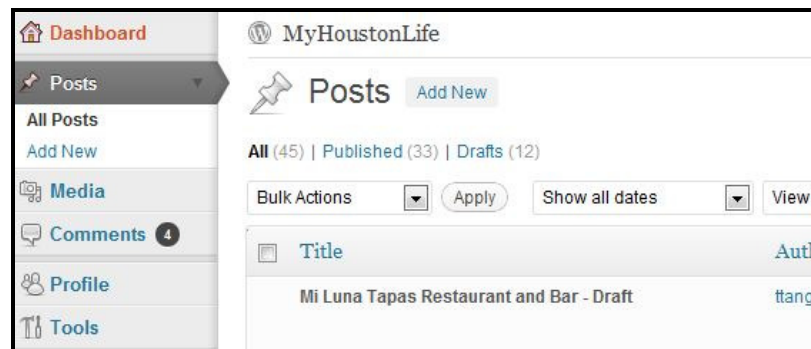 Dashboard
Posts
All Posts
Add New
Media
Comments 4
Profile
Tools
MyHoustonLife
Posts Add New
All (45) | Published (33) | Drafts (12)
Bulk Actions Apply Show all dates View
Title
Mi Luna Tapas Restaurant and Bar - Draft